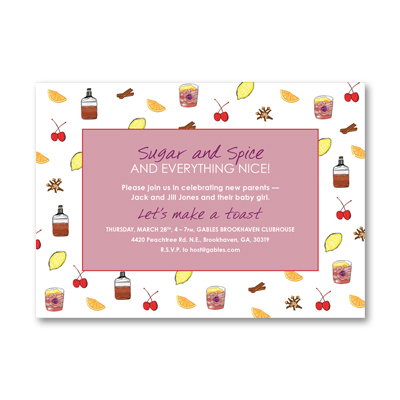 Sugar and Spice
AND EVERYTHING NICE!
Please join us in celebrating new parents —
Jack and Jill Jones and their baby girl.
Let's make a toast
THURSDAY, MARCH 28ᵗʰ, 4 – 7PM, GABLES BROOKHAVEN CLUBHOUSE
4420 Peachtree Rd. N.E., Brookhaven, GA, 30319
R.S.V.P. to host@gables.com